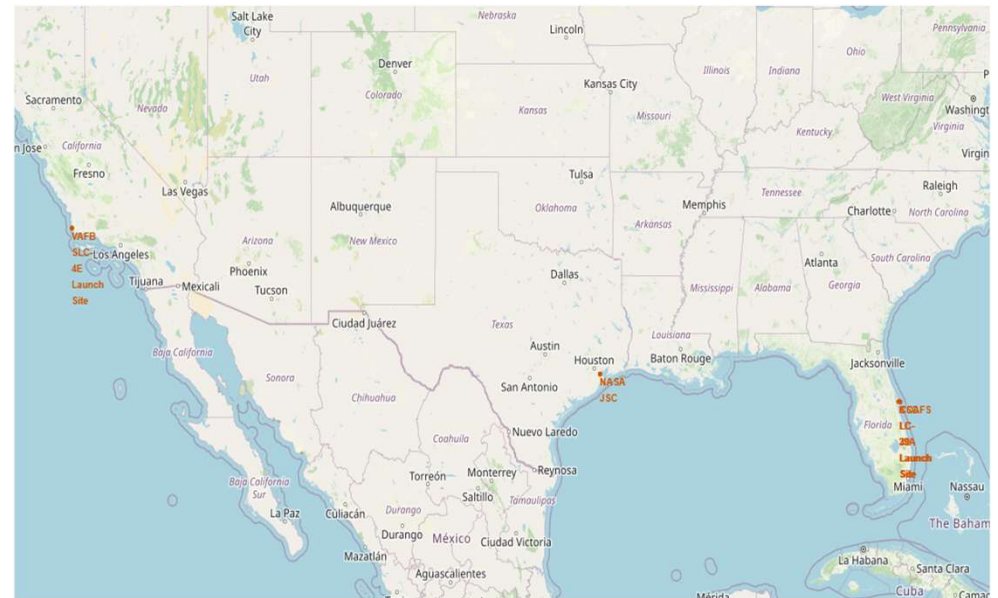 Salt Lake
City
Nebraska
Pennsylvania
Lincoln
Ohio
Denver
Illinois
Indiana
Utah
Kansas City
Sacramento
Colorado
West Virginia
Nevada
Kansas
Missouri
Washingt
Virginia
Kentucky
n Jose
California
Virgin
Fresno
Tulsa
Las Vegas
Tennessee
Raleigh
Albuquerque
Oklahoma
Memphis
Charlotte
North Carolina
Arkansas
VAFB
SLC-
4E
Launch
Site
Los Angeles
Arizona
New Mexico
South Carolina
Atlanta
Phoenix
Dallas
Tijuana
Mexicali
Tucson
Mississippi
Alabama
Georgia
Ciudad Juárez
Texas
Louisiana
Austin
Baja California
Houston
Baton Rouge
Jacksonville
Sonora
San Antonio
NASA
JSC
Chihuahua
Florida
LC-
Launch
Site
Nuevo Laredo
Coahuila
Torreón
Monterrey
Reynosa
Baja California
Sur
Miami
Nassau
Saltillo
Tamaulipas
La Paz
Culiacán
Durango
The Baham
Durango
México
Ciudad Victoria
Mazatlán
La Habana
Santa Clara
Aguascalientes
Cuba
Camag
Mérida